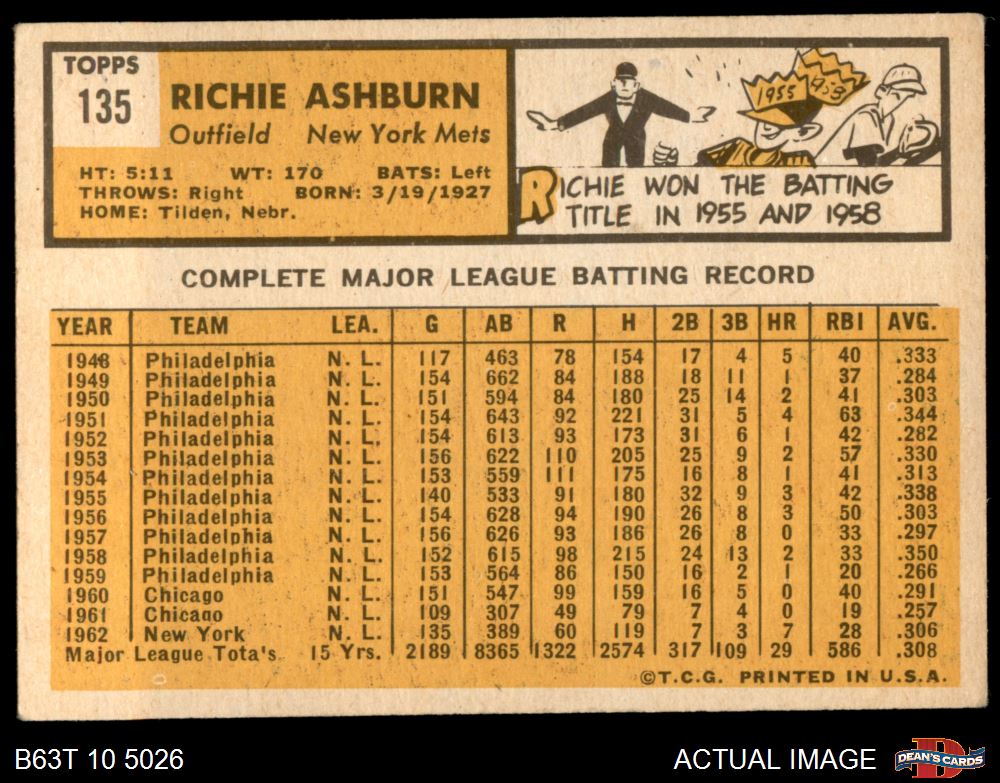 TOPPS
135
RICHIE ASHBURN
Outfield New York Mets
HT: 5:11 WT: 170 BATS: Left
THROWS: Right BORN: 3/19/1927
HOME: Tilden, Nebr.
1955 1958
RICHIE WON THE BATTING
TITLE IN 1955 AND 1958
COMPLETE MAJOR LEAGUE BATTING RECORD
YEAR TEAM LEA. G AB R H 2B 3B HR RBI AVG.
1948 Philadelphia N. L. 117 463 78 154 17 4 5 40 .333
1949 Philadelphia N. L. 154 662 84 188 18 11 1 37 .284
1950 Philadelphia N. L. 151 594 84 180 25 14 2 41 .303
1951 Philadelphia N. L. 154 643 92 221 31 5 4 63 .344
1952 Philadelphia N. L. 154 613 93 173 31 6 1 42 .282
1953 Philadelphia N. L. 156 622 110 205 25 9 2 57 .330
1954 Philadelphia N. L. 153 559 111 175 16 8 1 41 .313
1955 Philadelphia N. L. 140 533 91 180 32 9 3 42 .338
1956 Philadelphia N. L. 154 628 94 190 26 8 3 50 .303
1957 Philadelphia N. L. 156 626 93 186 26 8 0 33 .297
1958 Philadelphia N. L. 152 615 98 215 24 13 2 33 .350
1959 Philadelphia N. L. 153 564 86 150 16 2 1 20 .266
1960 Chicago N. L. 151 547 99 159 16 5 0 40 .291
1961 Chicago N. L. 109 307 49 79 7 4 0 19 .257
1962 New York N. L. 135 389 60 119 7 3 7 28 .306
Major League Tota's 15 Yrs. 2189 8365 1322 2574 317 109 29 586 .308
©T.C.G. PRINTED IN U.S.A.
B63T 10 5026 ACTUAL IMAGE
D
DEAN'S CARDS